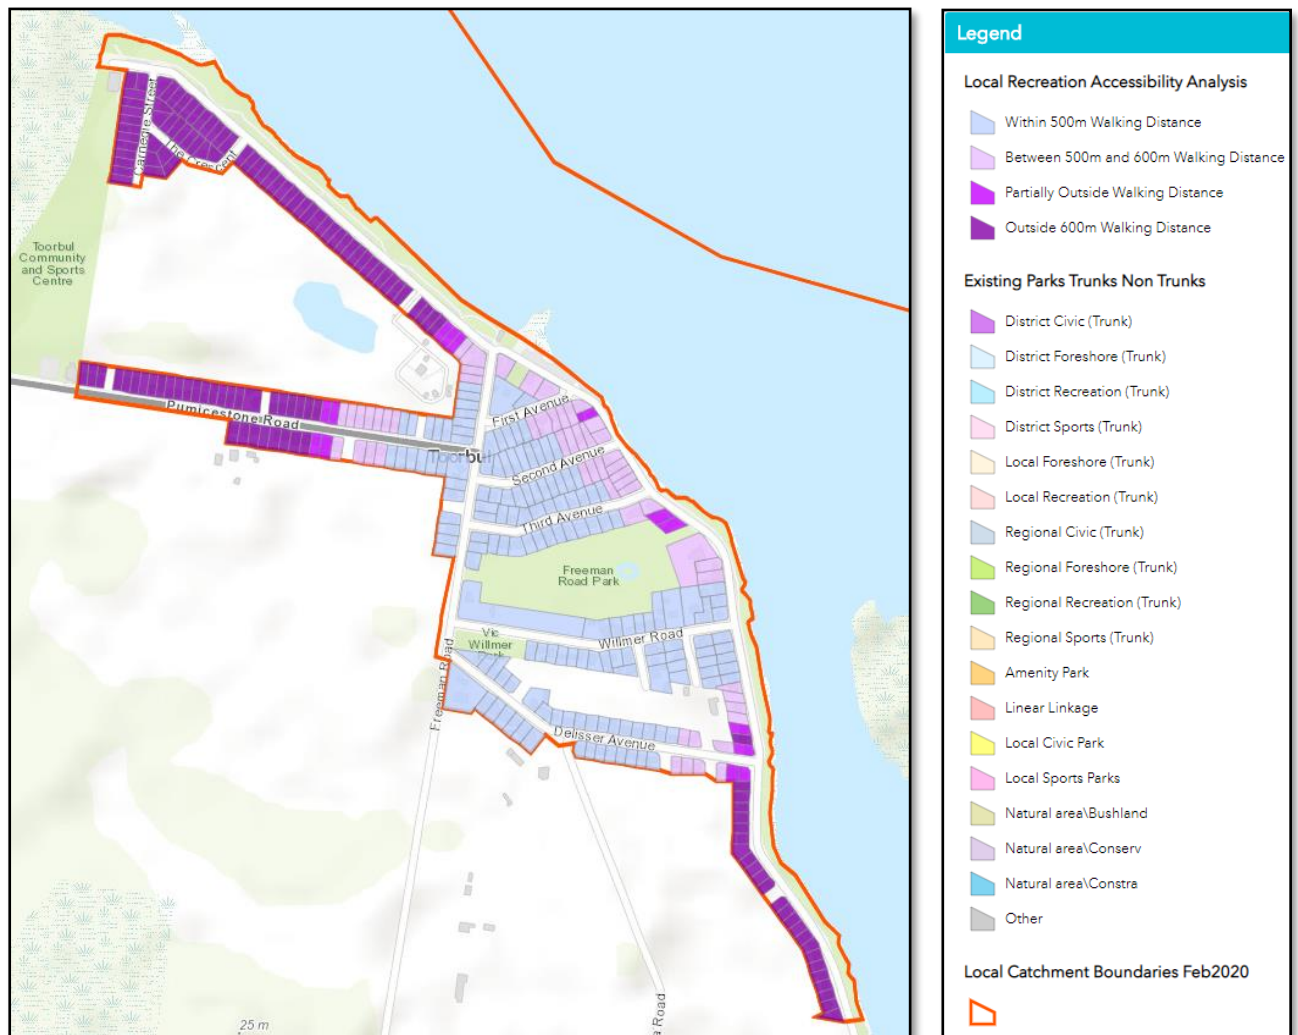 Carnegie Street
The Crescent
Toorbul
Community
and Sports
Centre
Pumicestone Road
First Avenue
Toorbul
Second Avenue
Third Avenue
Freeman
Road Park
Willmer Road
Vic
Willmer
Freeman Road
Delisser Avenue
25 m
Road
Legend
Local Recreation Accessibility Analysis
Within 500m Walking Distance
Between 500m and 600m Walking Distance
Partially Outside Walking Distance
Outside 600m Walking Distance
Existing Parks Trunks Non Trunks
District Civic (Trunk)
District Foreshore (Trunk)
District Recreation (Trunk)
District Sports (Trunk)
Local Foreshore (Trunk)
Local Recreation (Trunk)
Regional Civic (Trunk)
Regional Foreshore (Trunk)
Regional Recreation (Trunk)
Regional Sports (Trunk)
Amenity Park
Linear Linkage
Local Civic Park
Local Sports Parks
Natural area\Bushland
Natural area\Conserv
Natural area\Constra
Other
Local Catchment Boundaries Feb2020